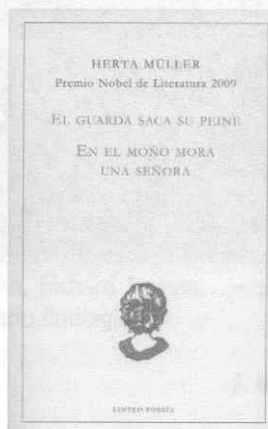 HERTA MÜLLER
Premio Nobel de Literatura 2009
EL GUARDA SACA SU PEINE
EN EL MOÑO MORA
UNA SEÑORA
LINTEO POESÍA